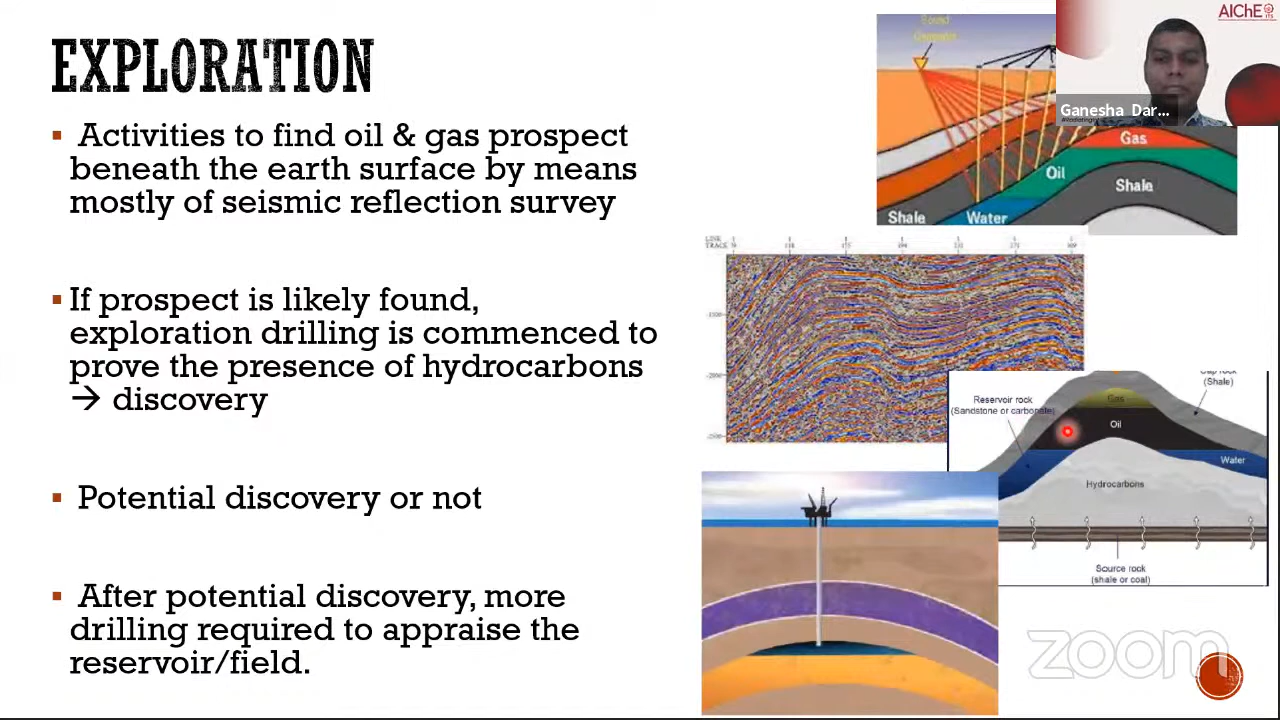 EXPLORATION
▪ Activities to find oil & gas prospect
beneath the earth surface by means
mostly of seismic reflection survey
▪ If prospect is likely found,
exploration drilling is commenced to
prove the presence of hydrocarbons
→ discovery
▪ Potential discovery or not
▪ After potential discovery, more
drilling required to appraise the
reservoir/field.
Gas
Oil
Shale
Shale
Water
AIChE
ITS
Ganesha Dar...
LINE
TRACE
(Shale)
Reservoir rock
(Sandstone or carbonate)
Gas
Oil
Water
Hydrocarbons
Source rock
(shale or coal)
zoom